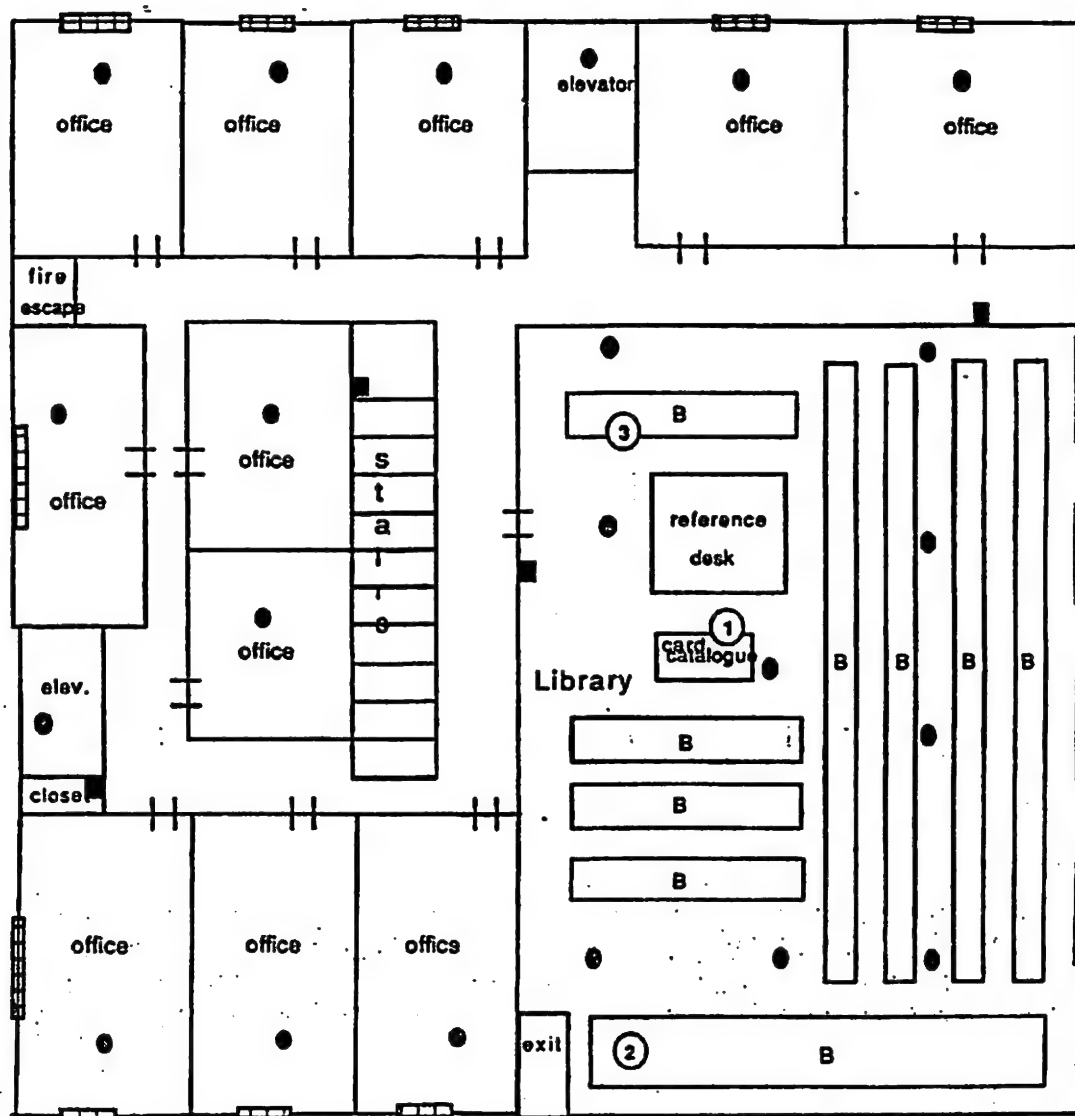 office
office
office
elevator
office
office
fire
escape
office
office
stairs
office
B
3
reference
desk
1
card
catalogue
Library
B
B
B
B
elev.
closet
B
B
B
office
office
office
exit
2
B